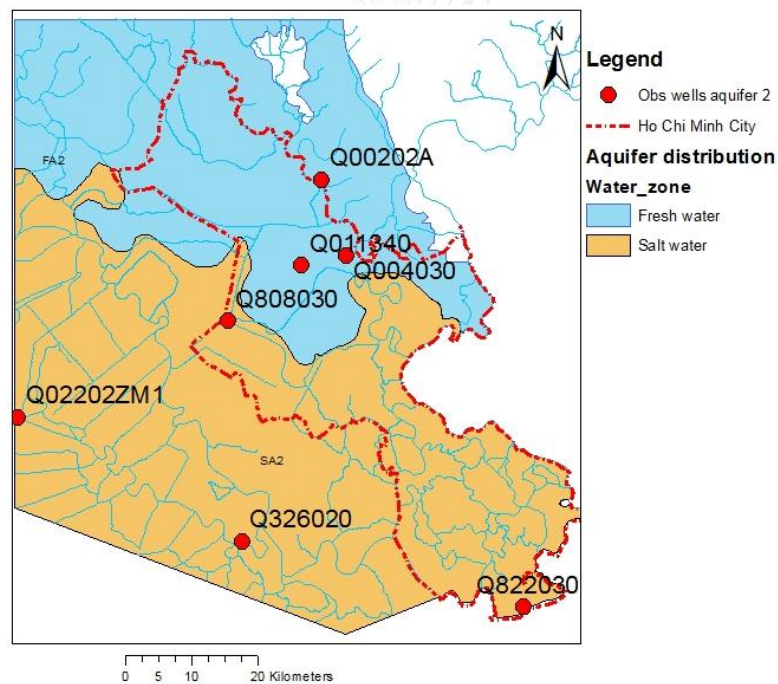 N
Legend
Obs wells aquifer 2
Ho Chi Minh City
Aquifer distribution
Water_zone
Fresh water
Salt water
FA2
Q00202A
Q011340
Q004030
Q808030
Q02202ZM1
SA2
Q326020
Q822030
0 5 10 20 Kilometers